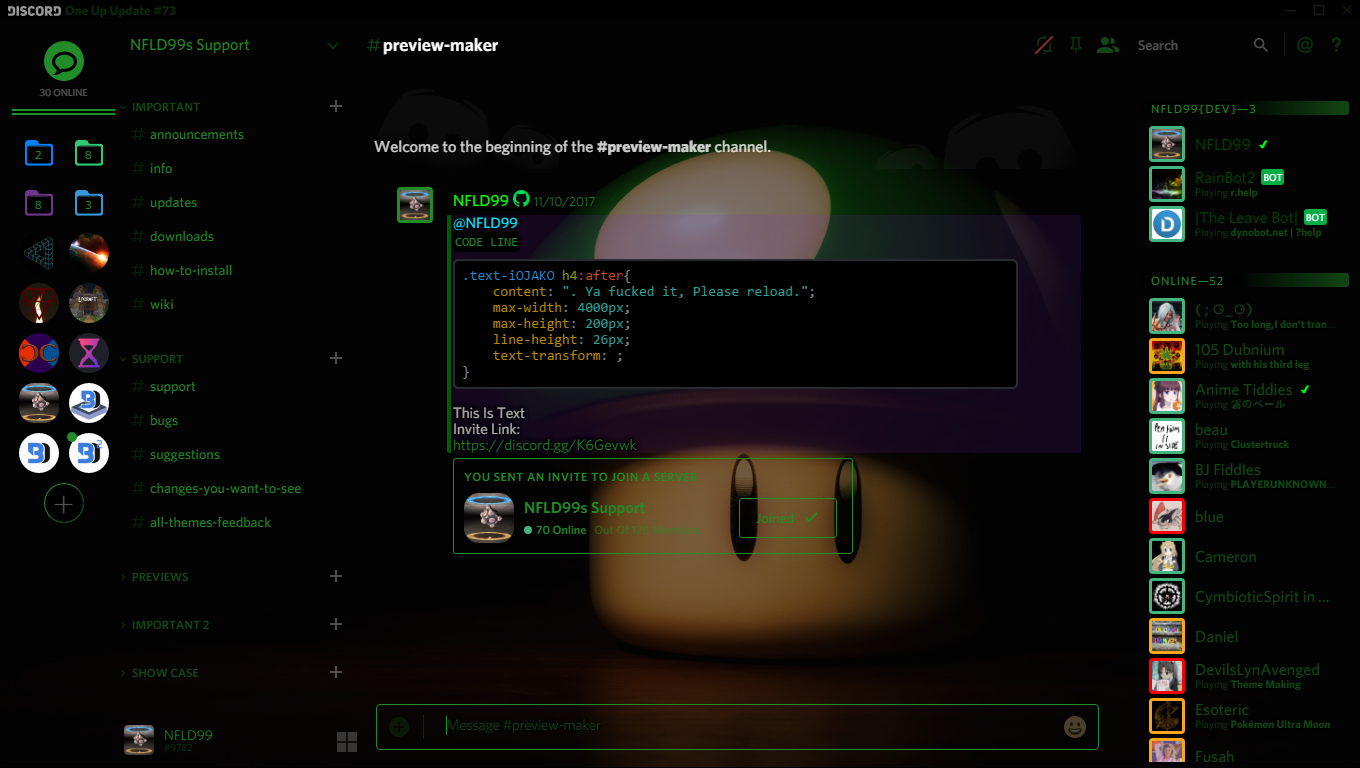 DISCORD One Up Update #73
NFLD99s Support
#preview-maker
Search
@ ?
30 ONLINE
2
8
8
3
IMPORTANT
# announcements
# info
# updates
# downloads
# how-to-install
# wiki
SUPPORT
# support
# bugs
# suggestions
# changes-you-want-to-see
# all-themes-feedback
PREVIEWS
IMPORTANT 2
SHOW CASE
NFLD99
#9782
Welcome to the beginning of the #preview-maker channel.
NFLD99 11/10/2017
@NFLD99
CODE LINE
.text-iOJAKO h4:after{
content: ". Ya fucked it, Please reload.";
max-width: 4000px;
max-height: 200px;
line-height: 26px;
text-transform: ;
}
This Is Text
Invite Link:
https://discord.gg/K6Gevwk
YOU SENT AN INVITE TO JOIN A SERVER
NFLD99s Support
70 Online Out Of
Joined
Message #preview-maker
NFLD99{DEV}—3
NFLD99
RainBot2 BOT
Playing r.help
|The Leave Bot| BOT
Playing dynobot.net | ?help
ONLINE—52
( ; ⊙_⊙)
Playing Too long,I don't tran...
105 Dubnium
Playing with his third leg
Anime Tiddies
Playing のベール
beau
Playing Clustertruck
BJ Fiddles
Playing PLAYERUNKNOWN...
blue
Cameron
CymbioticSpirit in ...
Daniel
DevilsLynAvenged
Playing Theme Making
Esoteric
Playing Pokémon Ultra Moon
Fusah